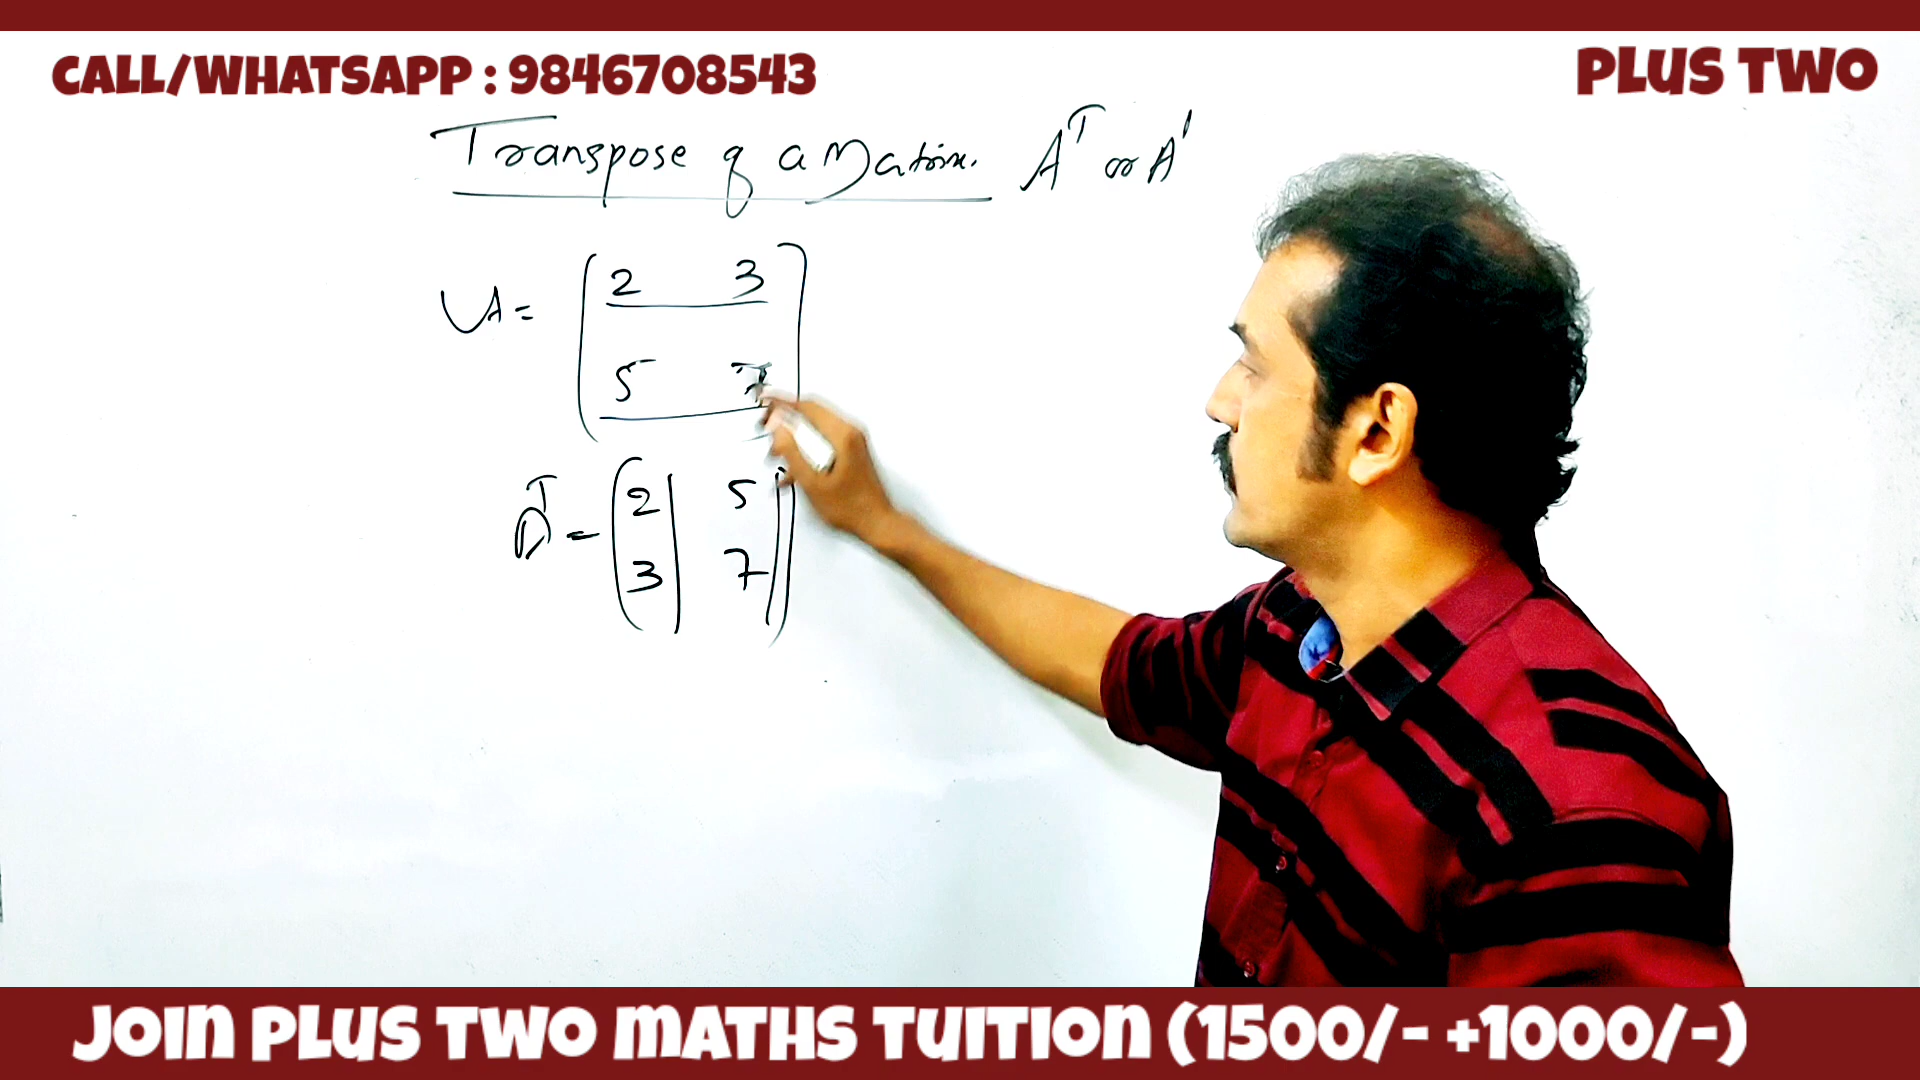 CALL/WHATSAPP : 9846708543
PLUS TWO
Transpose of a Matrix. Aᵀ or A'
A = 2 3
5 7
Aᵀ = 2 5
3 7
JOIN PLUS TWO MATHS TUITION (1500/- +1000/-)